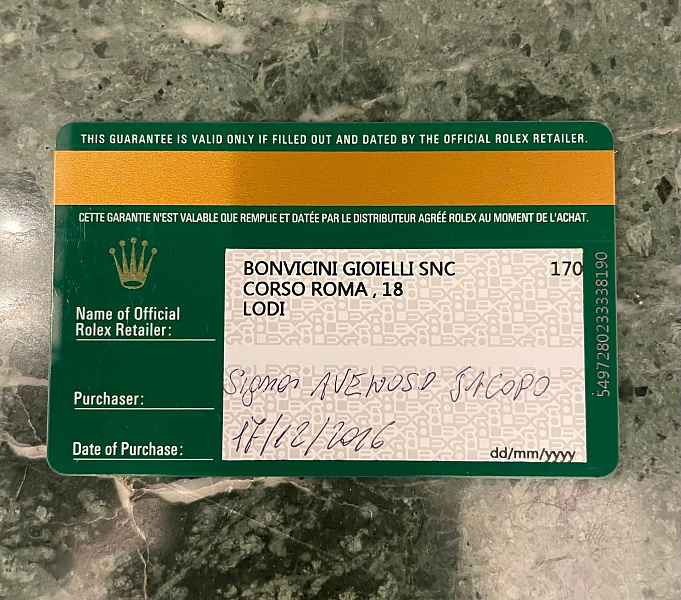 THIS GUARANTEE IS VALID ONLY IF FILLED OUT AND DATED BY THE OFFICIAL ROLEX RETAILER.
CETTE GARANTIE N'EST VALABLE QUE REMPLIE ET DATÉE PAR LE DISTRIBUTEUR AGRÉÉ ROLEX AU MOMENT DE L'ACHAT.
BONVICINI GIOIELLI SNC 170
CORSO ROMA , 18
LODI
Name of Official
Rolex Retailer:
Purchaser: Signor AVENOSO JACOPO
Date of Purchase: 17/12/2016
dd/mm/yyyy
5497280233338190